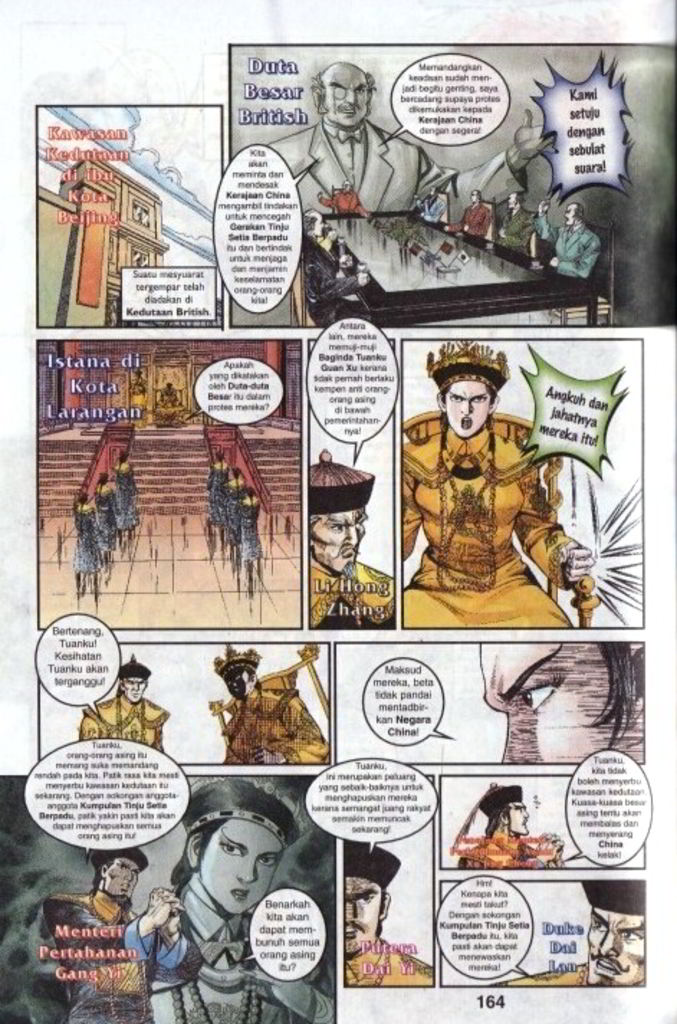 Duta
Besar
British
Memandangkan
keadaan sudah men-
jadi begitu genting, saya
bercadang supaya protes
dikemukakan kepada
Kerajaan China
dengan segera!
Kami
setuju
dengan
sebulat
suara!
Kawasan
Kedutaan
di Ibu
Kota
Beijing
Kita
akan
meminta dan
mendesak
Kerajaan China
mengambil tindakan
untuk mencegah
Gerakan Tinju
Setia Berpadu
itu dan bertindak
untuk menjaga
dan menjamin
keselamatan
orang-orang
kita!
Suatu mesyuarat
tergempar telah
diadakan di
Kedutaan British.
Istana di
Kota
Larangan
Apakah
yang dikatakan
oleh Duta-duta
Besar itu dalam
protes mereka?
Antara
lain, mereka
memuji-muji
Baginda Tuanku
Guan Xu kerana
tidak pernah berlaku
kempen anti orang-
orang asing
di bawah
pemerintahan-
nya!
Li Hong
Zhang
Angkuh dan
jahatnya
mereka itu!
Bertenang,
Tuanku!
Kesihatan
Tuanku akan
terganggu!
Maksud
mereka, beta
tidak pandai
mentadbir-
kan Negara
China!
Tuanku,
orang-orang asing itu
memang suka memandang
rendah pada kita. Patik rasa kita mesti
menyerbu kawasan kedutaan itu
sekarang. Dengan sokongan anggota-
anggota Kumpulan Tinju Setia
Berpadu, patik yakin pasti kita akan
dapat menghapuskan semua
orang asing itu!
Menteri
Pertahanan
Gang Yi
Benarkah
kita akan
dapat mem-
bunuh semua
orang asing
itu?
Tuanku,
ini merupakan peluang
yang sebaik-baiknya untuk
menghapuskan mereka
kerana semangat juang rakyat
semakin memuncak
sekarang!
Putera
Dai Yi
Tuanku,
kita tidak
boleh menyerbu
kawasan kedutaan.
Kuasa-kuasa besar
asing tentu akan
membalas dan
menyerang
China
kelak!
Hm!
Kenapa kita
mesti takut?
Dengan sokongan
Kumpulan Tinju Setia
Berpadu itu, kita
pasti akan dapat
menewaskan
mereka!
Duke
Dai
Lan
164